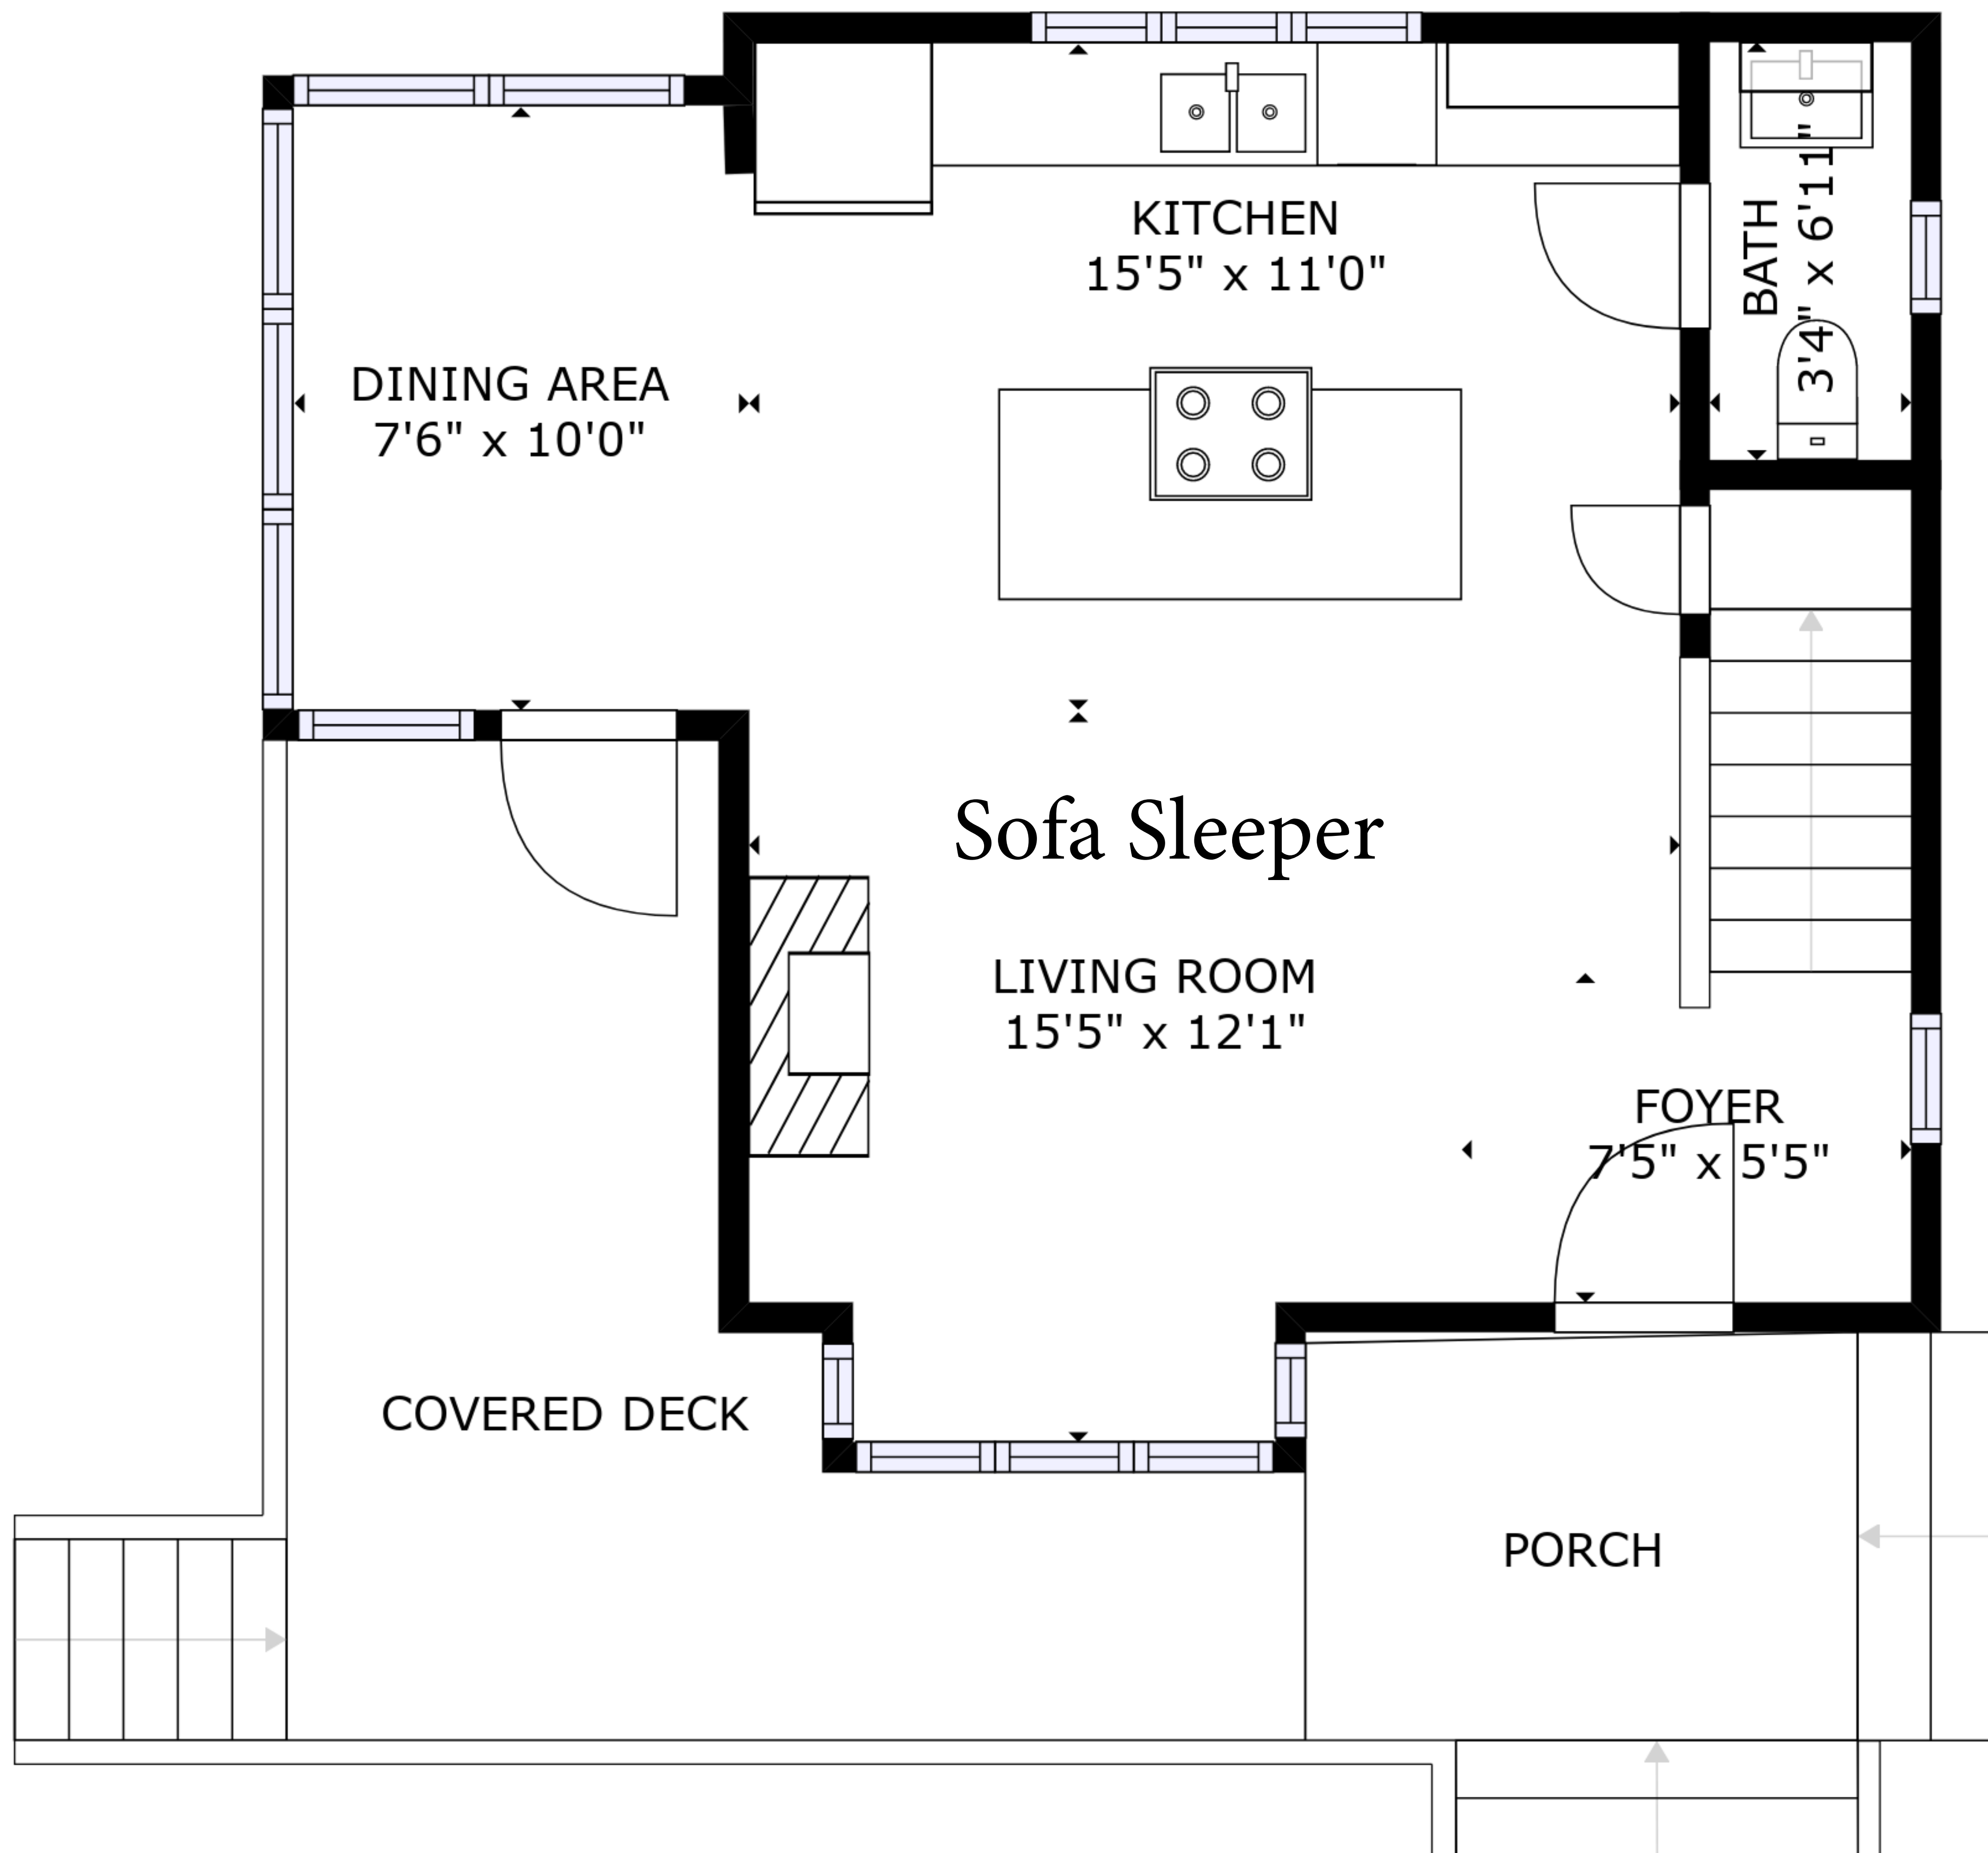 KITCHEN
15'5" x 11'0"
BATH
3'4" x 6'11"
DINING AREA
7'6" x 10'0"
Sofa Sleeper
LIVING ROOM
15'5" x 12'1"
FOYER
7'5" x 5'5"
COVERED DECK
PORCH